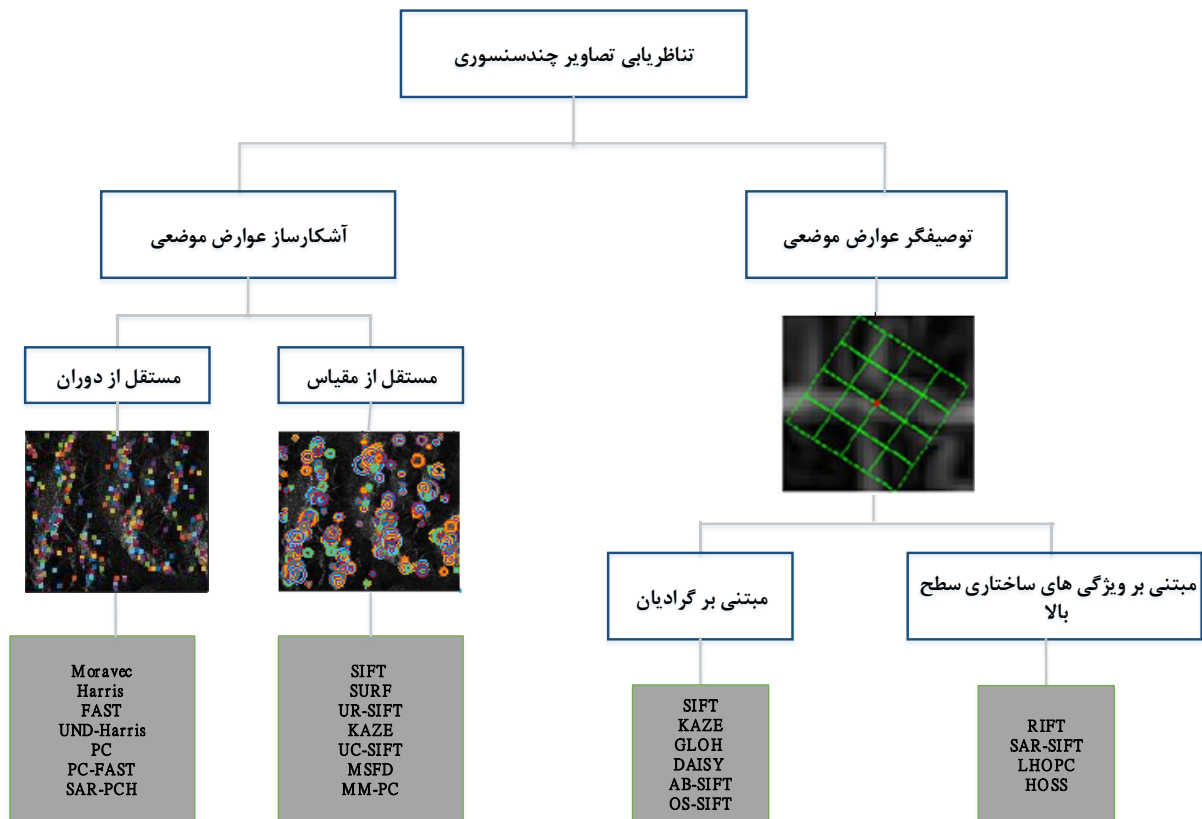 تناظریابی تصاویر چندسنسوری
آشکارساز عوارض موضعی
توصیفگر عوارض موضعی
مستقل از دوران
مستقل از مقیاس
مبتنی بر گرادیان
مبتنی بر ویژگی های ساختاری سطح
بالا
Moravec
Harris
FAST
UND-Harris
PC
PC-FAST
SAR-PCH
SIFT
SURF
UR-SIFT
KAZE
UC-SIFT
MSFD
MM-PC
SIFT
KAZE
GLOH
DAISY
AB-SIFT
OS-SIFT
RIFT
SAR-SIFT
LHOPC
HOSS